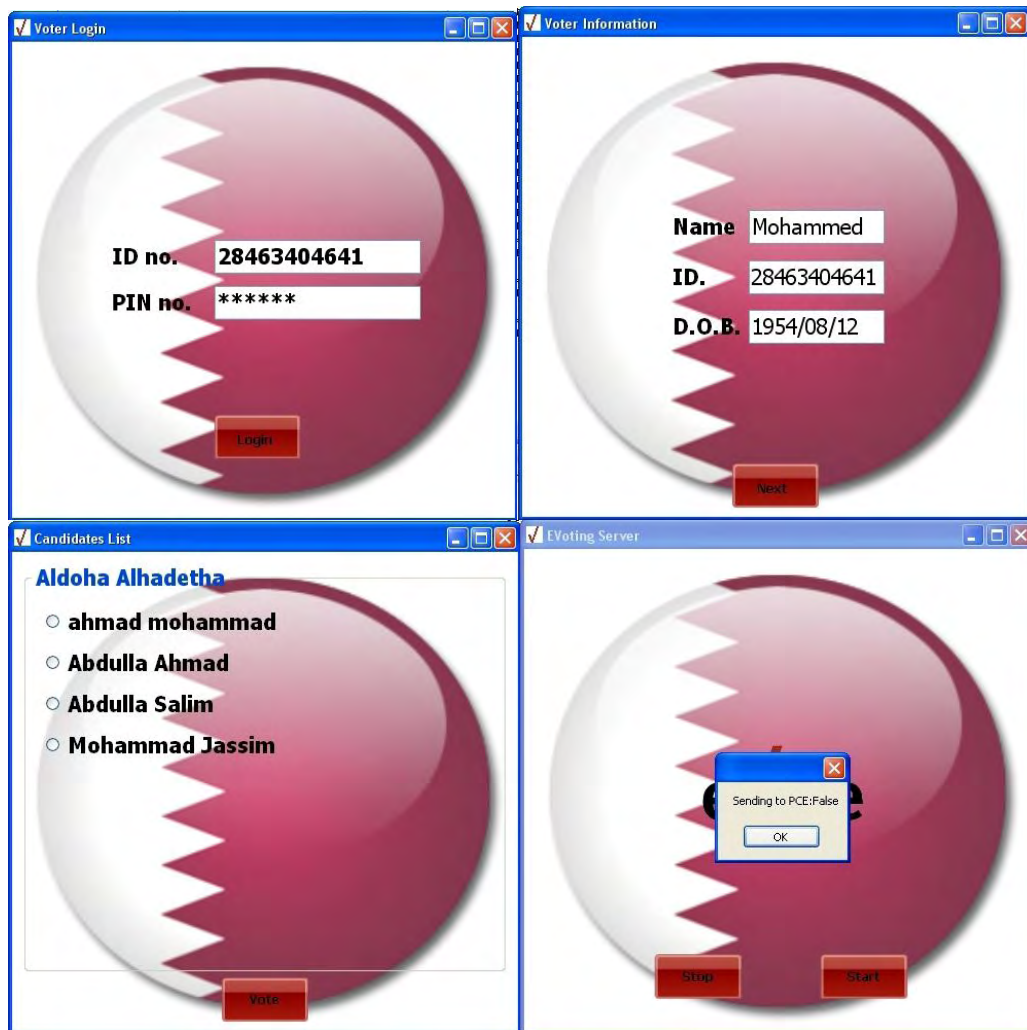 Voter Login
ID no. 28463404641
PIN no. ******
Login
Voter Information
Name Mohammed
ID. 28463404641
D.O.B. 1954/08/12
Next
Candidates List
Aldoha Alhadetha
ahmad mohammad
Abdulla Ahmad
Abdulla Salim
Mohammad Jassim
Vote
EVoting Server
Sending to PCE:False
OK
Stop Start